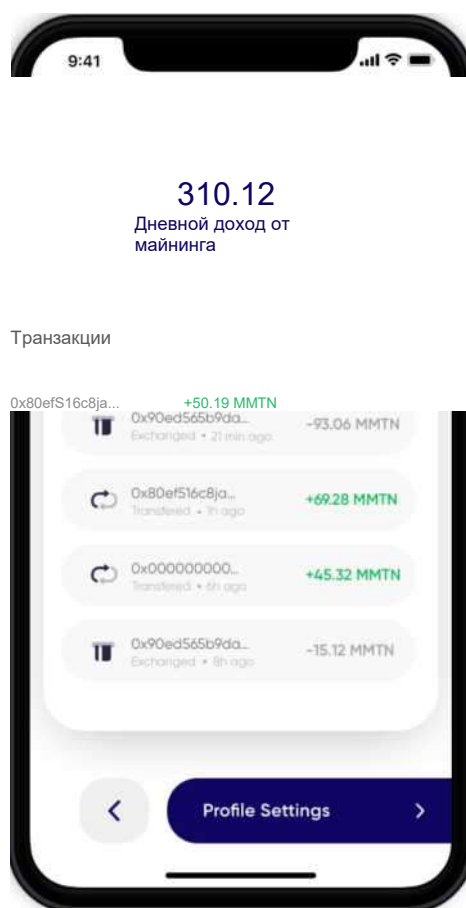 9:41
310.12
Дневной доход от
майнинга
Транзакции
0x80efS16c8ja... +50.19 MMTN
0x90ed565b9da... -93.06 MMTN
Exchanged • 21 min ago
0x80ef516c8ja... +69.28 MMTN
Transfered • 1h ago
0x000000000... +45.32 MMTN
Transfered • 6h ago
0x90ed565b9da... -15.12 MMTN
Exchanged • 8h ago
Profile Settings